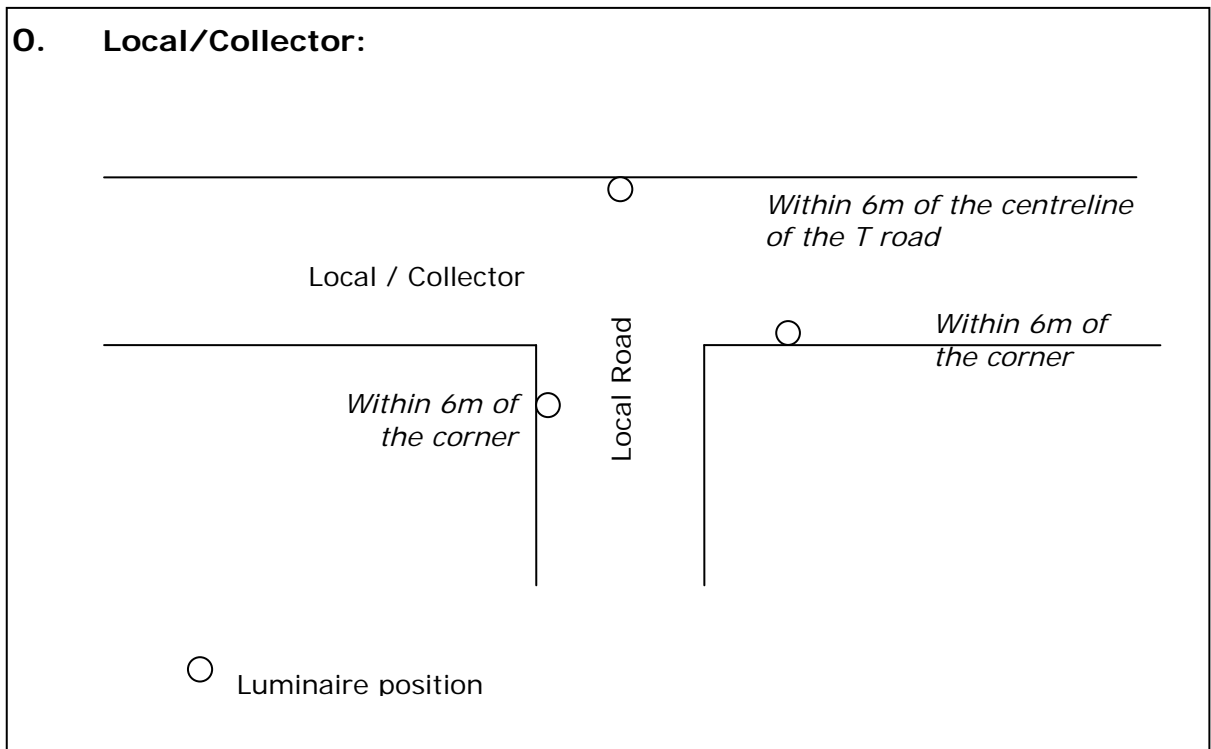 O. Local/Collector:
Within 6m of the centreline
of the T road
Local / Collector
Within 6m of
the corner
Local Road
Within 6m of
the corner
Luminaire position